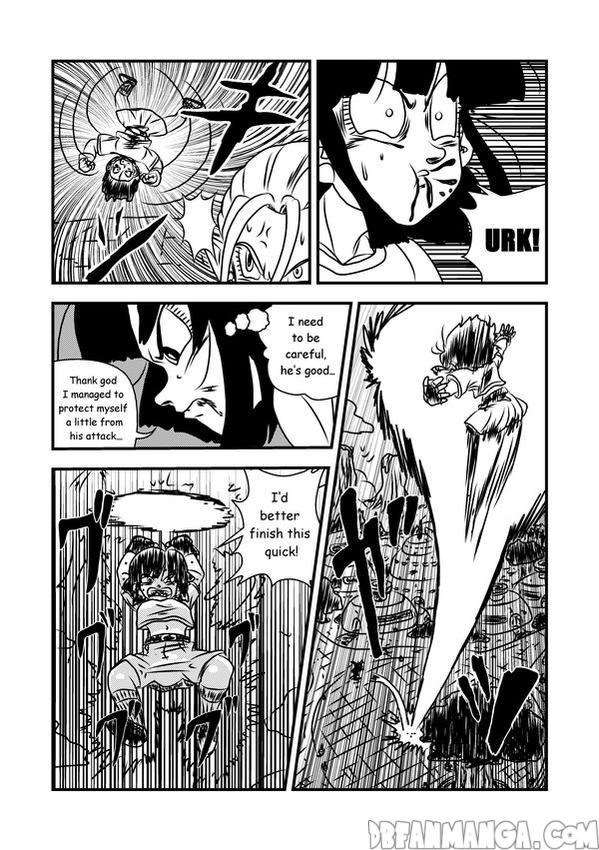 URK!
Thank god
I managed to
protect myself
a little from
his attack...
I need
to be
careful,
he's good...
I'd
better
finish this
quick!
DBFANMANGA.COM